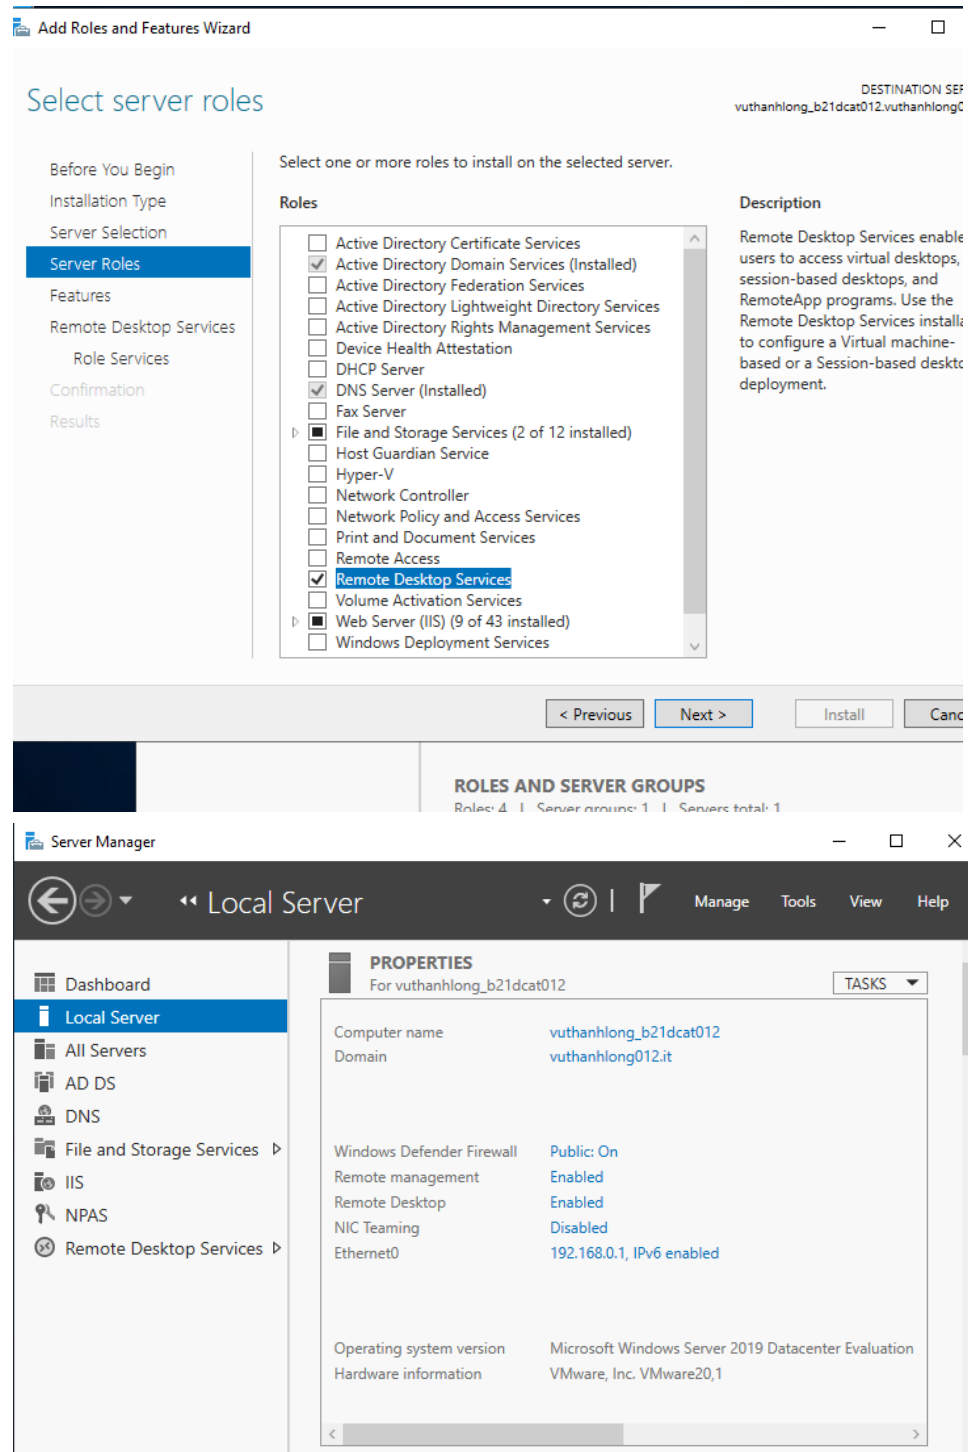 Add Roles and Features Wizard
Select server roles
DESTINATION SER
vuthanhlong_b21dcat012.vuthanhlong0
Before You Begin
Installation Type
Server Selection
Server Roles
Features
Remote Desktop Services
Role Services
Confirmation
Results
Select one or more roles to install on the selected server.
Roles
Active Directory Certificate Services
Active Directory Domain Services (Installed)
Active Directory Federation Services
Active Directory Lightweight Directory Services
Active Directory Rights Management Services
Device Health Attestation
DHCP Server
DNS Server (Installed)
Fax Server
File and Storage Services (2 of 12 installed)
Host Guardian Service
Hyper-V
Network Controller
Network Policy and Access Services
Print and Document Services
Remote Access
Remote Desktop Services
Volume Activation Services
Web Server (IIS) (9 of 43 installed)
Windows Deployment Services
Description
Remote Desktop Services enable
users to access virtual desktops,
session-based desktops, and
RemoteApp programs. Use the
Remote Desktop Services installa
to configure a Virtual machine-
based or a Session-based deskto
deployment.
< Previous
Next >
Install
Canc
ROLES AND SERVER GROUPS
Roles: 4 | Server groups: 1 | Servers total: 1
Server Manager
Local Server
Manage
Tools
View
Help
Dashboard
Local Server
All Servers
AD DS
DNS
File and Storage Services
IIS
NPAS
Remote Desktop Services
PROPERTIES
For vuthanhlong_b21dcat012
TASKS
Computer name vuthanhlong_b21dcat012
Domain vuthanhlong012.it
Windows Defender Firewall Public: On
Remote management Enabled
Remote Desktop Enabled
NIC Teaming Disabled
Ethernet0 192.168.0.1, IPv6 enabled
Operating system version Microsoft Windows Server 2019 Datacenter Evaluation
Hardware information VMware, Inc. VMware20,1